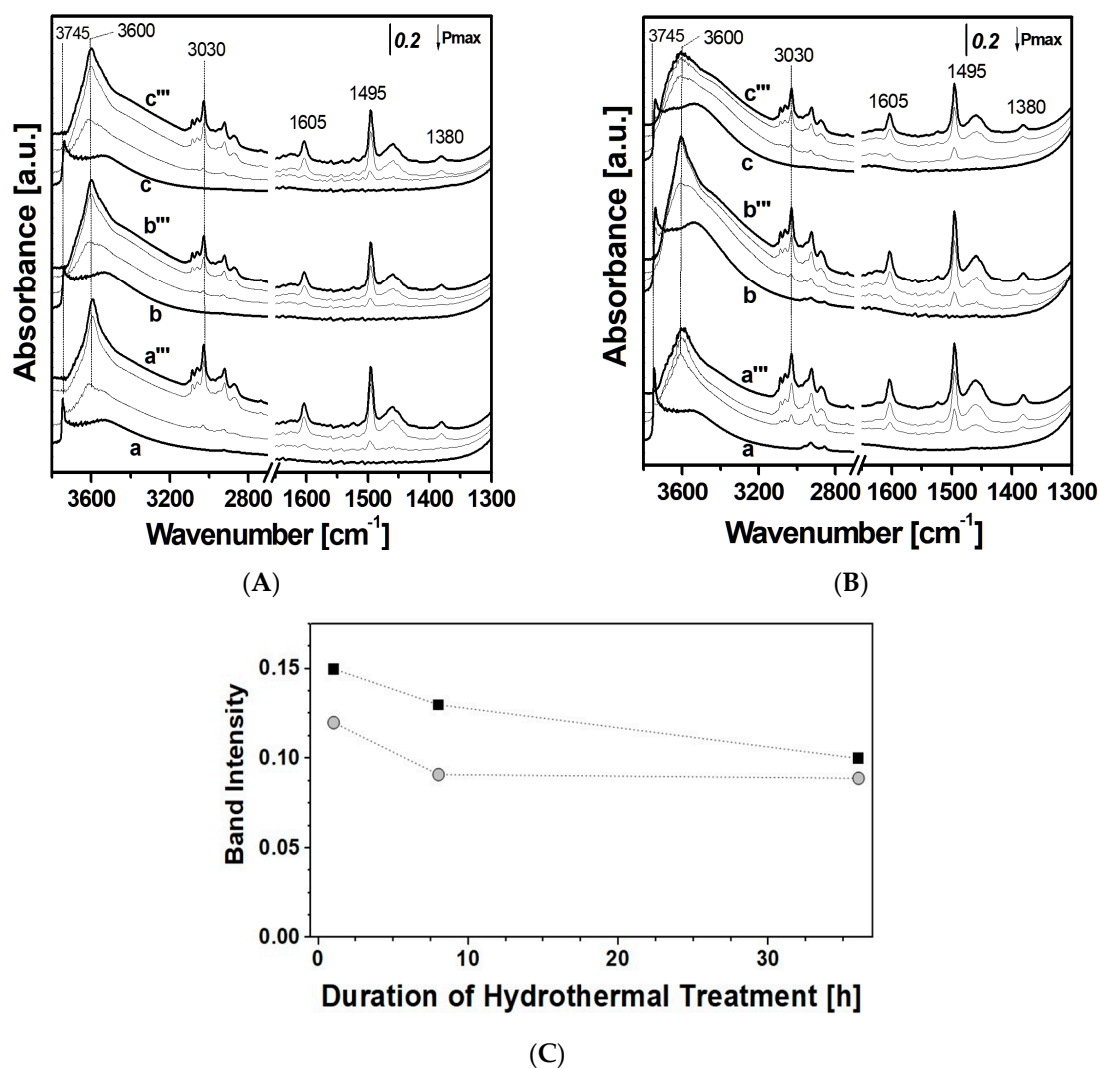 3745 3600 0.2 Pmax
3030
1495
1605
1380
c'''
c
b'''
b
a'''
a
Absorbance [a.u.]
3600 3200 2800 1600 1500 1400 1300
Wavenumber [cm-1]
(A)
3745 3600 0.2 Pmax
3030
1495
1605
1380
c'''
c
b'''
b
a'''
a
Absorbance [a.u.]
3600 3200 2800 1600 1500 1400 1300
Wavenumber [cm-1]
(B)
Band Intensity
0.15
0.10
0.05
0.00
0 10 20 30
Duration of Hydrothermal Treatment [h]
(C)